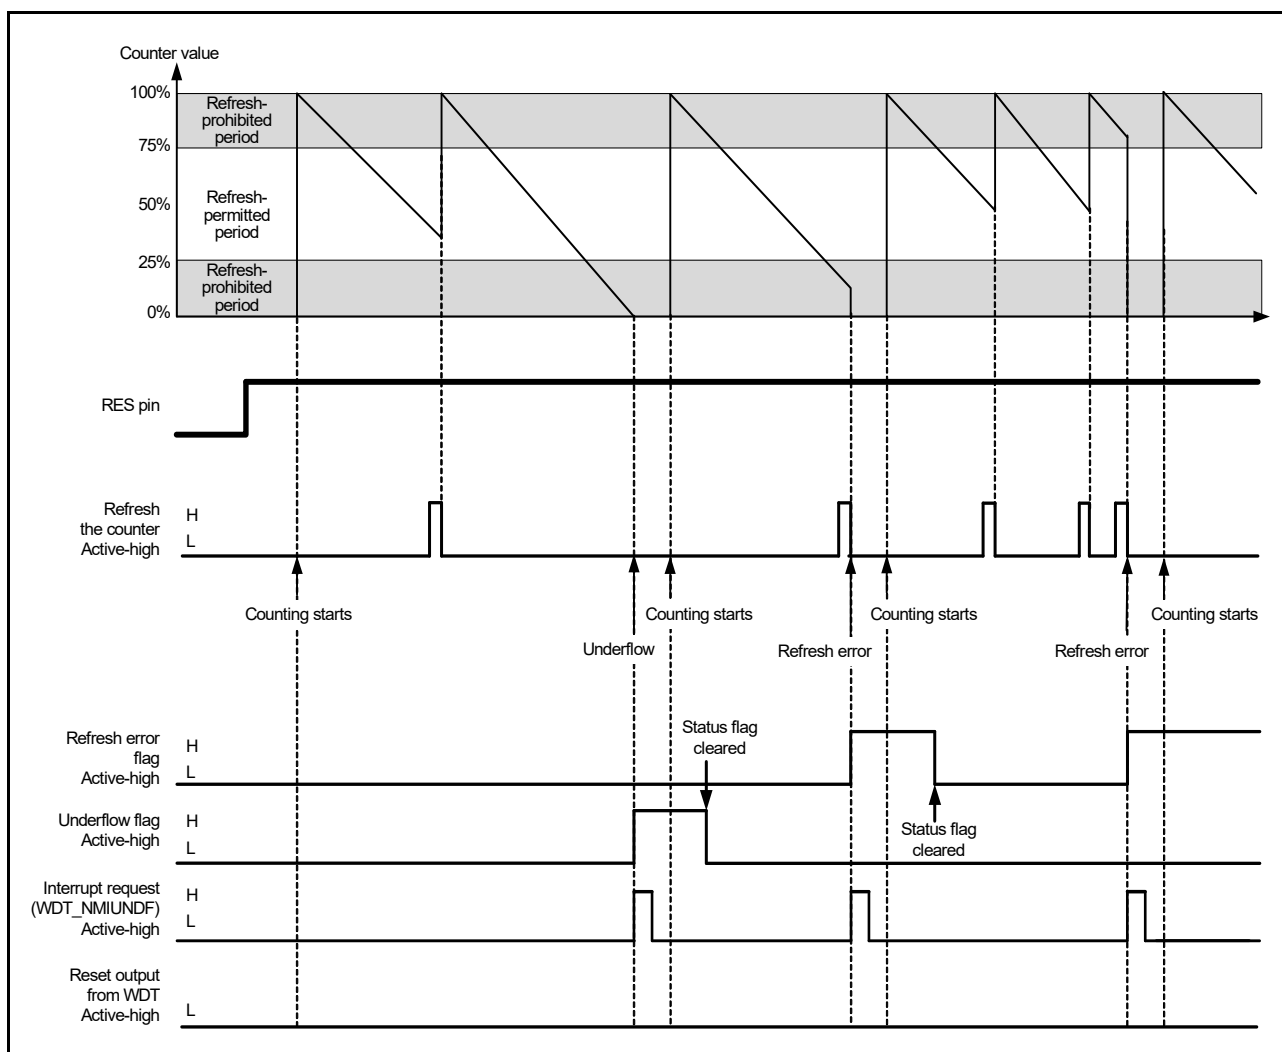 Counter value
100%
Refresh-
prohibited
period
75%
Refresh-
permitted
period
50%
25%
Refresh-
prohibited
period
0%
RES pin
Refresh
the counter
Active-high
H
L
Counting starts
Counting starts
Counting starts
Counting starts
Underflow
Refresh error
Refresh error
Refresh error
flag
Active-high
H
L
Status flag
cleared
Status flag
cleared
Underflow flag
Active-high
H
L
Interrupt request
(WDT_NMIUNDF)
Active-high
H
L
Reset output
from WDT
Active-high
L